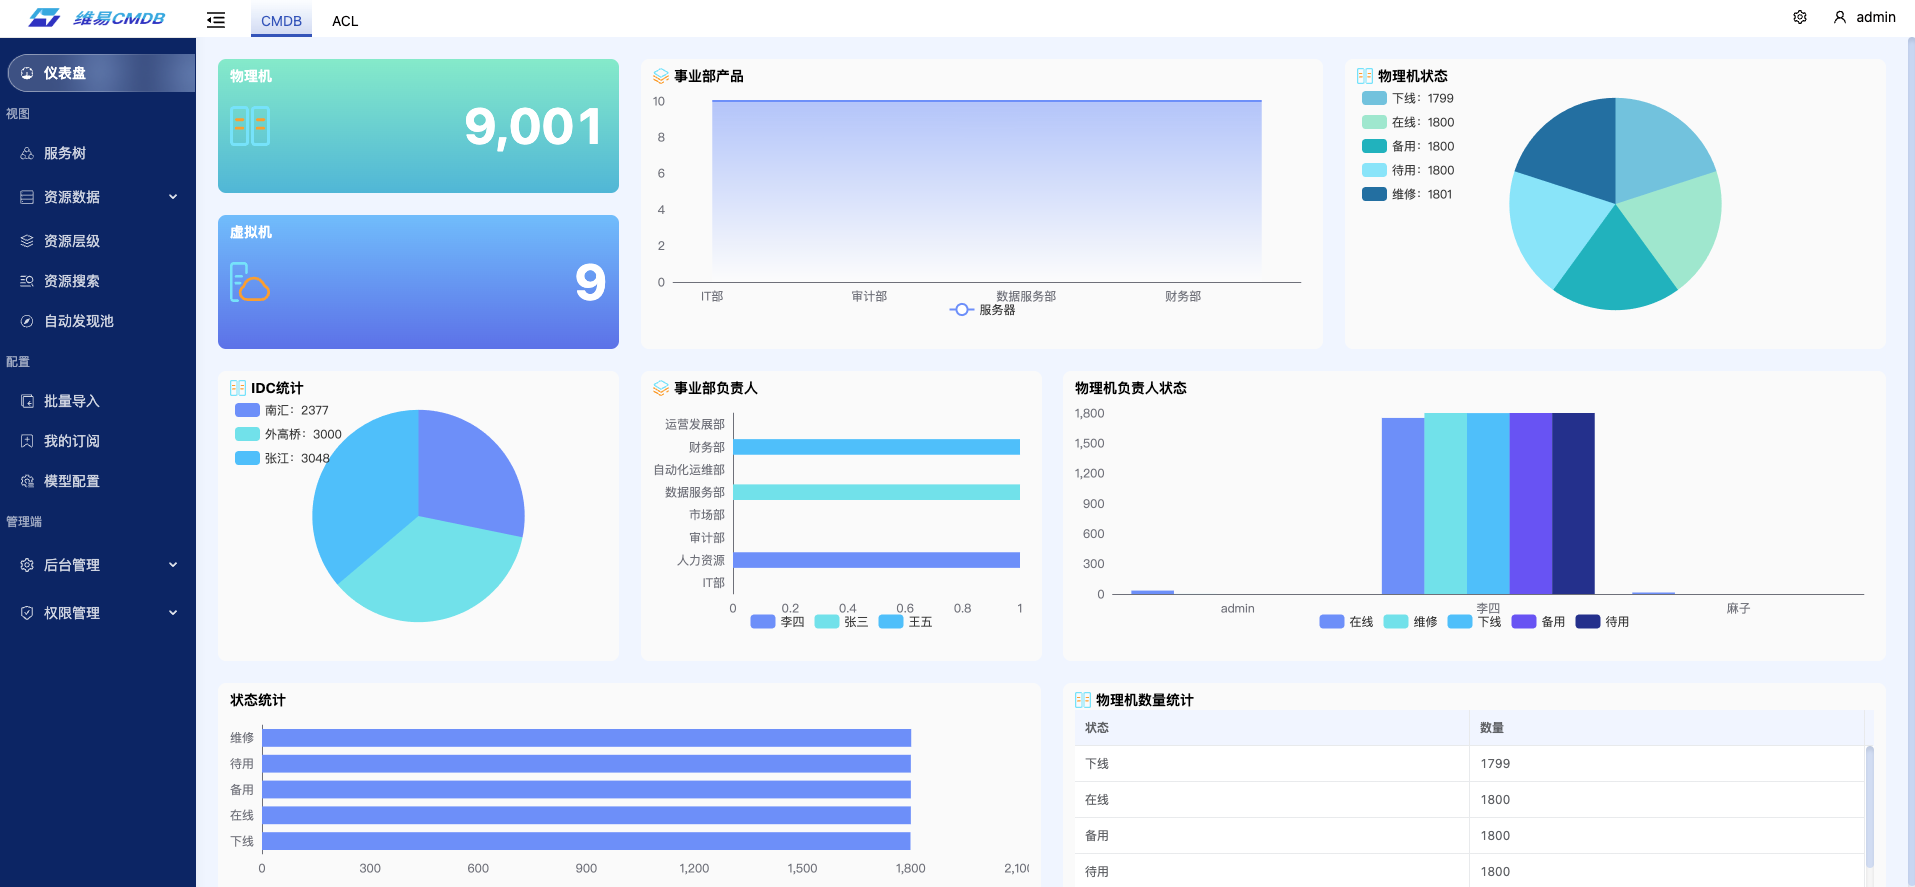 维易CMDB
CMDB
ACL
admin
仪表盘
视图
服务树
资源数据
资源层级
资源搜索
自动发现池
配置
批量导入
我的订阅
模型配置
管理端
后台管理
权限管理
物理机
9,001
虚拟机
9
事业部产品
10
8
6
4
2
0
IT部 审计部 数据服务部 财务部
服务器
物理机状态
下线：1799
在线：1800
备用：1800
待用：1800
维修：1801
IDC统计
南汇：2377
外高桥：3000
张江：3048
事业部负责人
运营发展部
财务部
自动化运维部
数据服务部
市场部
审计部
人力资源
IT部
0 0.2 0.4 0.6 0.8 1
李四 张三 王五
物理机负责人状态
1,800
1,500
1,200
900
600
300
0
admin 李四 麻子
在线 维修 下线 备用 待用
状态统计
维修
待用
备用
在线
下线
0 300 600 900 1,200 1,500 1,800 2,100
物理机数量统计
状态 数量
下线 1799
在线 1800
备用 1800
待用 1800